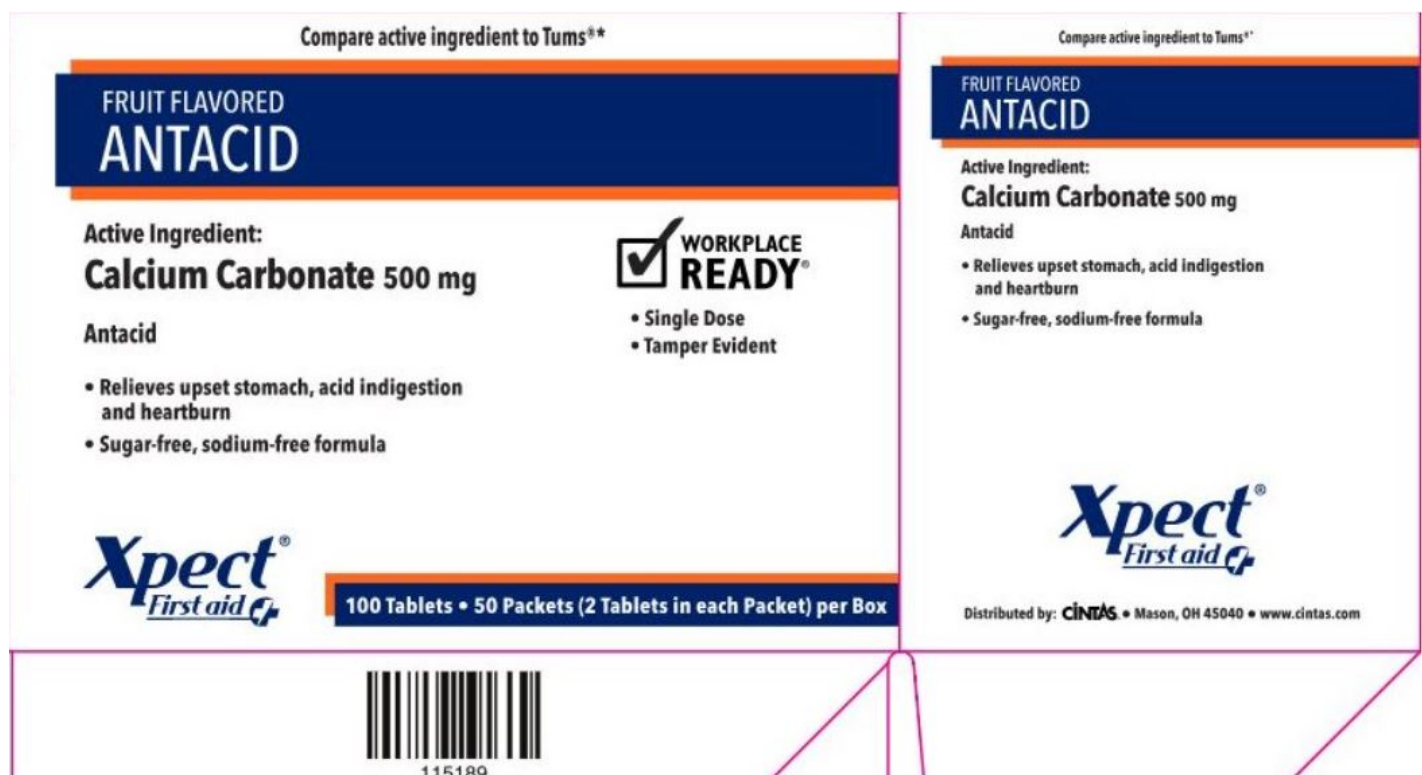 Compare active ingredient to Tums®*
FRUIT FLAVORED
ANTACID
Active Ingredient:
Calcium Carbonate 500 mg
Antacid
• Relieves upset stomach, acid indigestion
and heartburn
• Sugar-free, sodium-free formula
WORKPLACE
READY®
• Single Dose
• Tamper Evident
Xpect®
First aid
100 Tablets • 50 Packets (2 Tablets in each Packet) per Box
115189
Compare active ingredient to Tums®*
FRUIT FLAVORED
ANTACID
Active Ingredient:
Calcium Carbonate 500 mg
Antacid
• Relieves upset stomach, acid indigestion
and heartburn
• Sugar-free, sodium-free formula
Xpect®
First aid
Distributed by: CINTAS • Mason, OH 45040 • www.cintas.com